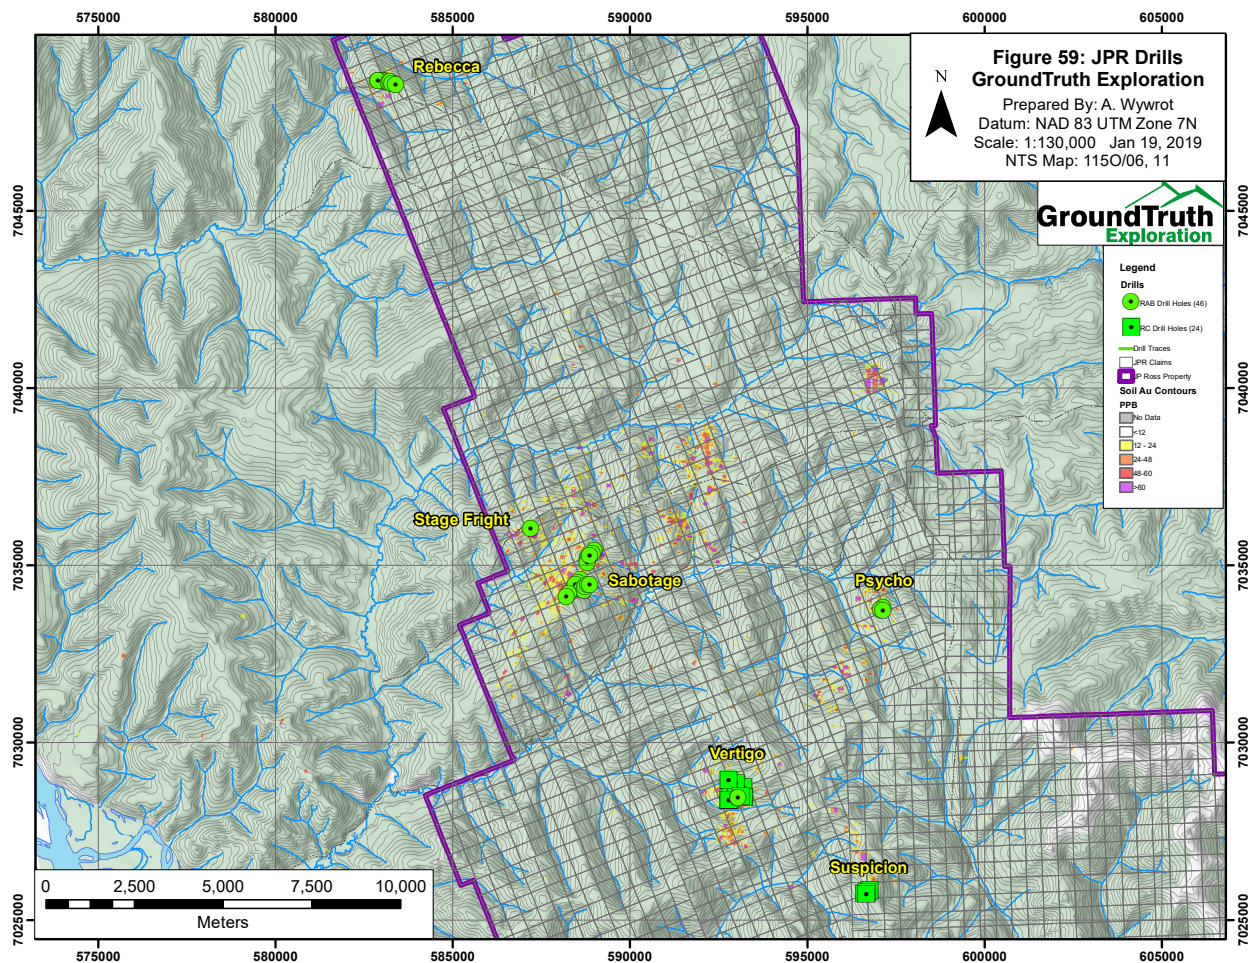 575000 580000 585000 590000 595000 600000 605000
Figure 59: JPR Drills
GroundTruth Exploration
Prepared By: A. Wywrot
Datum: NAD 83 UTM Zone 7N
Scale: 1:130,000 Jan 19, 2019
NTS Map: 115O/06, 11
N
GroundTruth
Exploration
Legend
Drills
RAB Drill Holes (46)
RC Drill Holes (24)
Drill Traces
JPR Claims
JP Ross Property
Soil Au Contours
PPB
No Data
<12
12 - 24
24-48
48-60
>60
Rebecca
Stage Fright
Sabotage
Psycho
Vertigo
Suspicion
7045000
7040000
7035000
7030000
7025000
7045000
7040000
7035000
7030000
7025000
0 2,500 5,000 7,500 10,000
Meters
575000 580000 585000 590000 595000 600000 605000